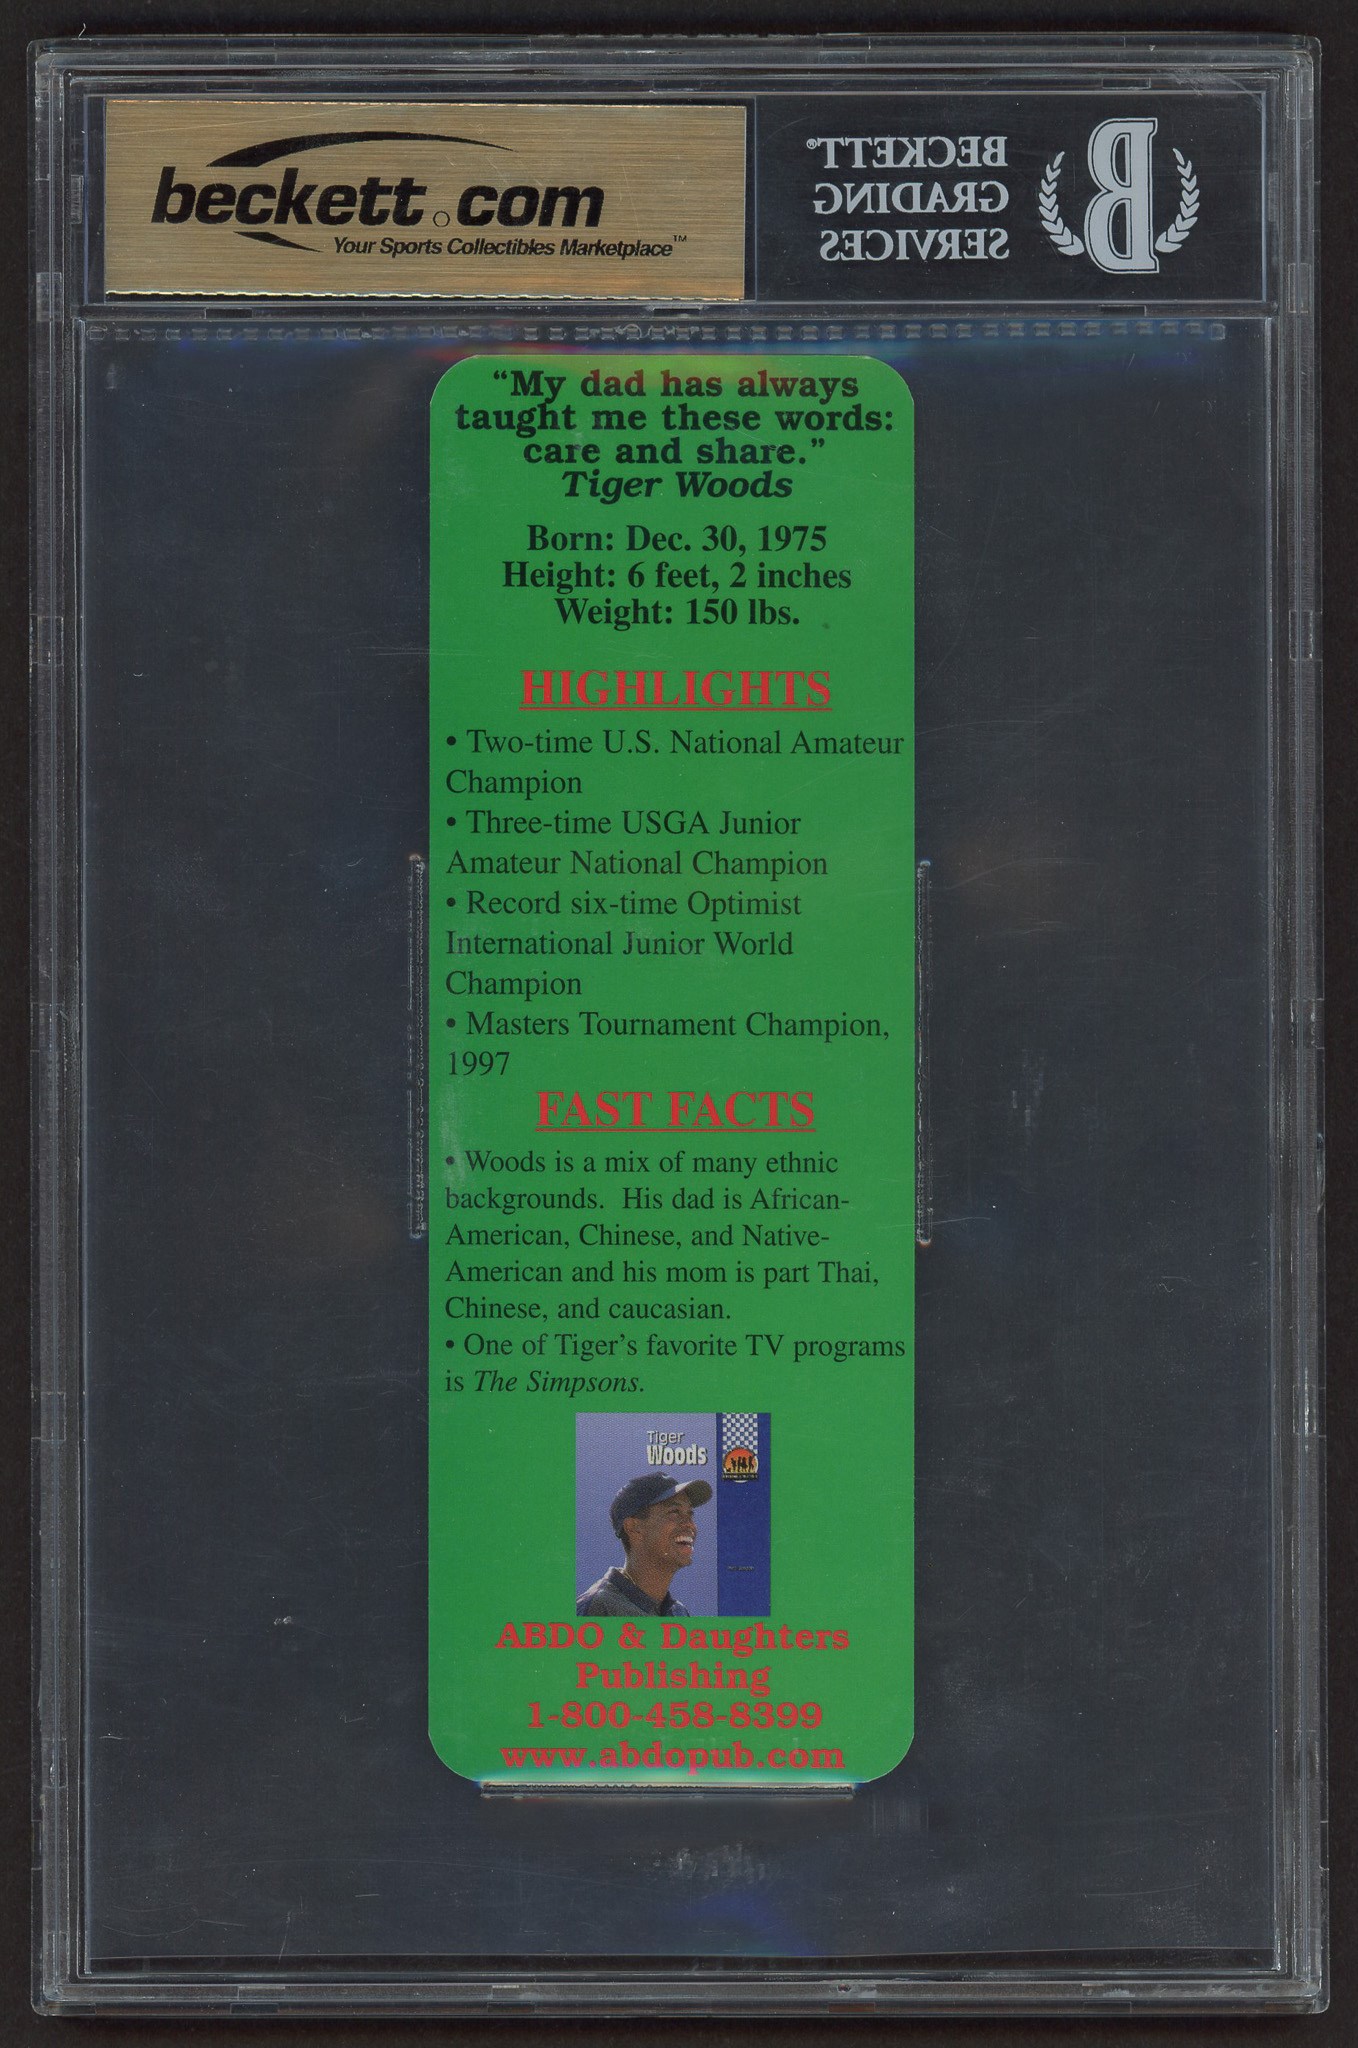 beckett.com
Your Sports Collectibles Marketplace™
BECKETT®
GRADING
SERVICES
B
“My dad has always
taught me these words:
care and share.”
Tiger Woods
Born: Dec. 30, 1975
Height: 6 feet, 2 inches
Weight: 150 lbs.
HIGHLIGHTS
• Two-time U.S. National Amateur
Champion
• Three-time USGA Junior
Amateur National Champion
• Record six-time Optimist
International Junior World
Champion
• Masters Tournament Champion,
1997
FAST FACTS
• Woods is a mix of many ethnic
backgrounds.  His dad is African-
American, Chinese, and Native-
American and his mom is part Thai,
Chinese, and caucasian.
• One of Tiger’s favorite TV programs
is The Simpsons.
Tiger
Woods
ABDO & Daughters
Publishing
1-800-458-8399
www.abdopub.com